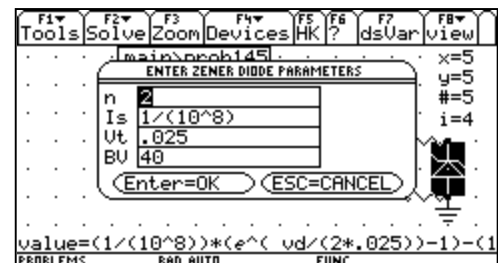 F1 F2 F3 F4 F5 F6 F7 F8
Tools Solve Zoom Devices HK ? dsVar view
main\prob145
x=5
ENTER ZENER DIODE PARAMETERS
y=5
n 2
#=5
Is 1/(10^8)
i=4
Vt .025
BV 40
Enter=OK ESC=CANCEL
value=(1/(10^8))*(e^( vd/(2*.025))-1)-(1
PROBLEMS RAD AUTO FUNC